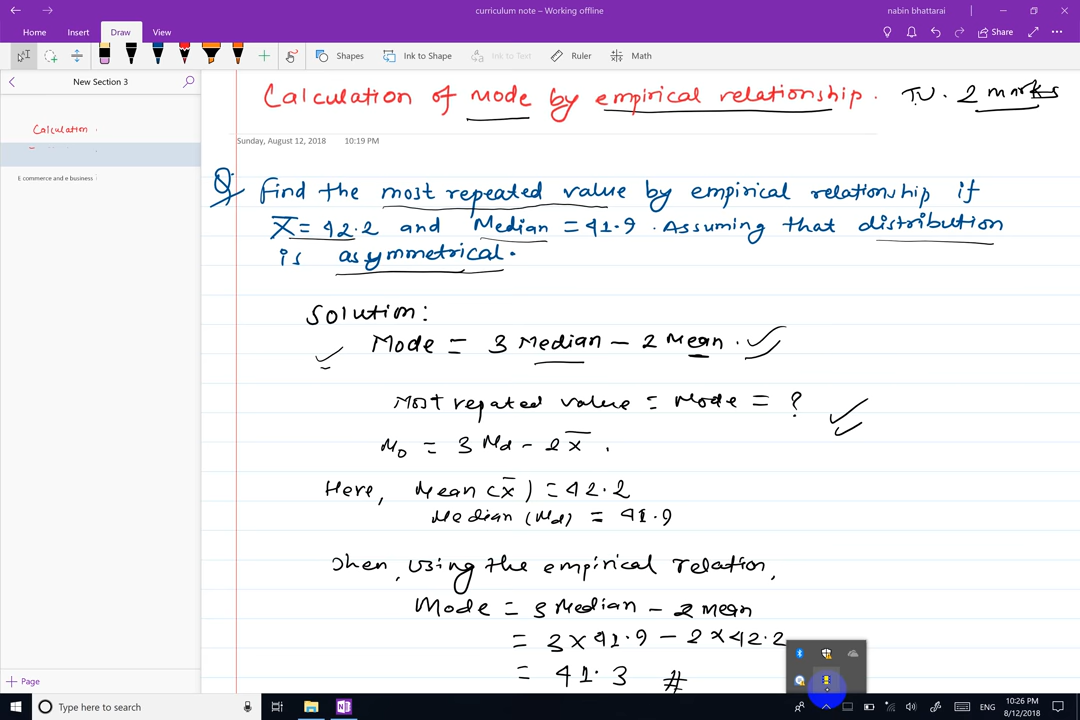 curriculum note – Working offline
nabin bhattarai
Home Insert Draw View
Share
Shapes Ink to Shape Ink to Text Ruler Math
New Section 3
Calculation
E commerce and e business
Calculation of mode by empirical relationship. T.U. 2 marks
Sunday, August 12, 2018 10:19 PM
Q. Find the most repeated value by empirical relationship if
X̅ = 42.2 and Median = 41.9. Assuming that distribution
is asymmetrical.
Solution:
Mode = 3 Median – 2 Mean.
Most repated value = Mode = ?
Mo = 3 Md – 2 x̅.
Here, Mean (x̅) = 42.2
Median (Md) = 41.9
Then, using the empirical relation,
Mode = 3 Median – 2 mean
= 3 × 41.9 – 2 × 42.2
= 41.3 #
Page
Type here to search
ENG
10:26 PM
8/12/2018